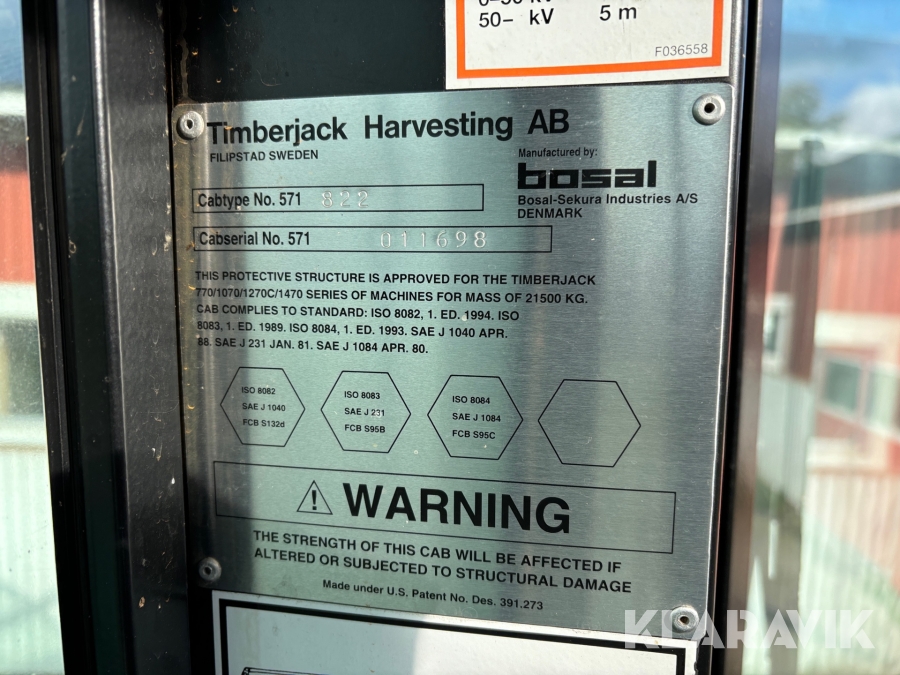 50– kV 5 m
F036558
Timberjack Harvesting AB
FILIPSTAD SWEDEN
Manufactured by:
bosal
Bosal-Sekura Industries A/S
DENMARK
Cabtype No. 571 822
Cabserial No. 571 011698
THIS PROTECTIVE STRUCTURE IS APPROVED FOR THE TIMBERJACK
770/1070/1270C/1470 SERIES OF MACHINES FOR MASS OF 21500 KG.
CAB COMPLIES TO STANDARD: ISO 8082, 1. ED. 1994. ISO
8083, 1. ED. 1989. ISO 8084, 1. ED. 1993. SAE J 1040 APR.
88. SAE J 231 JAN. 81. SAE J 1084 APR. 80.
ISO 8082
SAE J 1040
FCB S132d
ISO 8083
SAE J 231
FCB S95B
ISO 8084
SAE J 1084
FCB S95C
WARNING
THE STRENGTH OF THIS CAB WILL BE AFFECTED IF
ALTERED OR SUBJECTED TO STRUCTURAL DAMAGE
Made under U.S. Patent No. Des. 391.273
KLARAVIK